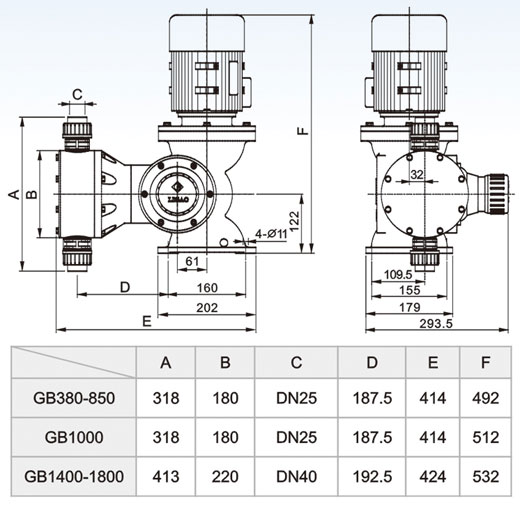 C
F
A
B
LEGAO
32
122
4-Ø11
61
109.5
D
160
155
202
179
E
293.5
A B C D E F
GB380-850 318 180 DN25 187.5 414 492
GB1000 318 180 DN25 187.5 414 512
GB1400-1800 413 220 DN40 192.5 424 532